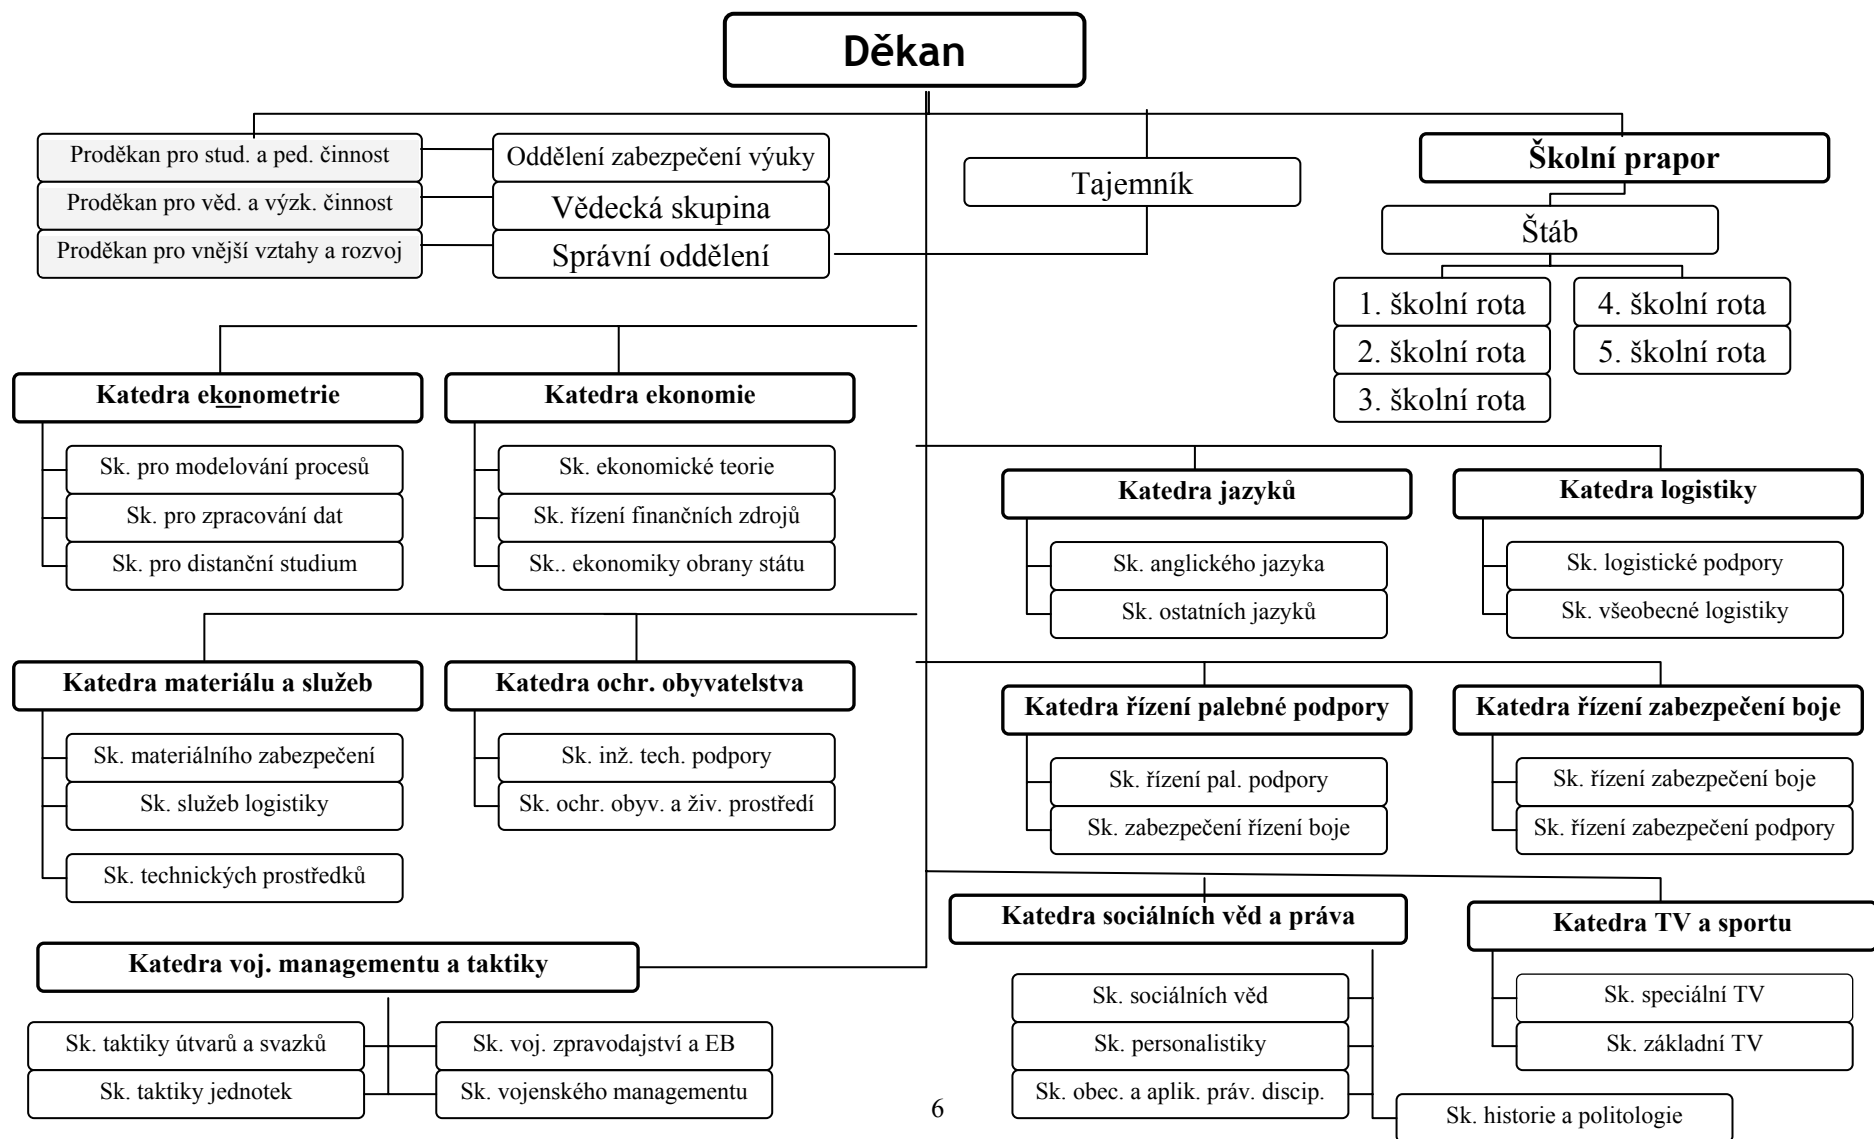 Děkan
Proděkan pro stud. a ped. činnost
Oddělení zabezpečení výuky
Proděkan pro věd. a výzk. činnost
Vědecká skupina
Proděkan pro vnější vztahy a rozvoj
Správní oddělení
Tajemník
Školní prapor
Štáb
1. školní rota
4. školní rota
2. školní rota
5. školní rota
3. školní rota
Katedra ekonometrie
Sk. pro modelování procesů
Sk. pro zpracování dat
Sk. pro distanční studium
Katedra ekonomie
Sk. ekonomické teorie
Sk. řízení finančních zdrojů
Sk.. ekonomiky obrany státu
Katedra jazyků
Sk. anglického jazyka
Sk. ostatních jazyků
Katedra logistiky
Sk. logistické podpory
Sk. všeobecné logistiky
Katedra materiálu a služeb
Sk. materiálního zabezpečení
Sk. služeb logistiky
Sk. technických prostředků
Katedra ochr. obyvatelstva
Sk. inž. tech. podpory
Sk. ochr. obyv. a živ. prostředí
Katedra řízení palebné podpory
Sk. řízení pal. podpory
Sk. zabezpečení řízení boje
Katedra řízení zabezpečení boje
Sk. řízení zabezpečení boje
Sk. řízení zabezpečení podpory
Katedra voj. managementu a taktiky
Sk. taktiky útvarů a svazků
Sk. voj. zpravodajství a EB
Sk. taktiky jednotek
Sk. vojenského managementu
Katedra sociálních věd a práva
Sk. sociálních věd
Sk. personalistiky
Sk. obec. a aplik. práv. discip.
Sk. historie a politologie
Katedra TV a sportu
Sk. speciální TV
Sk. základní TV
6